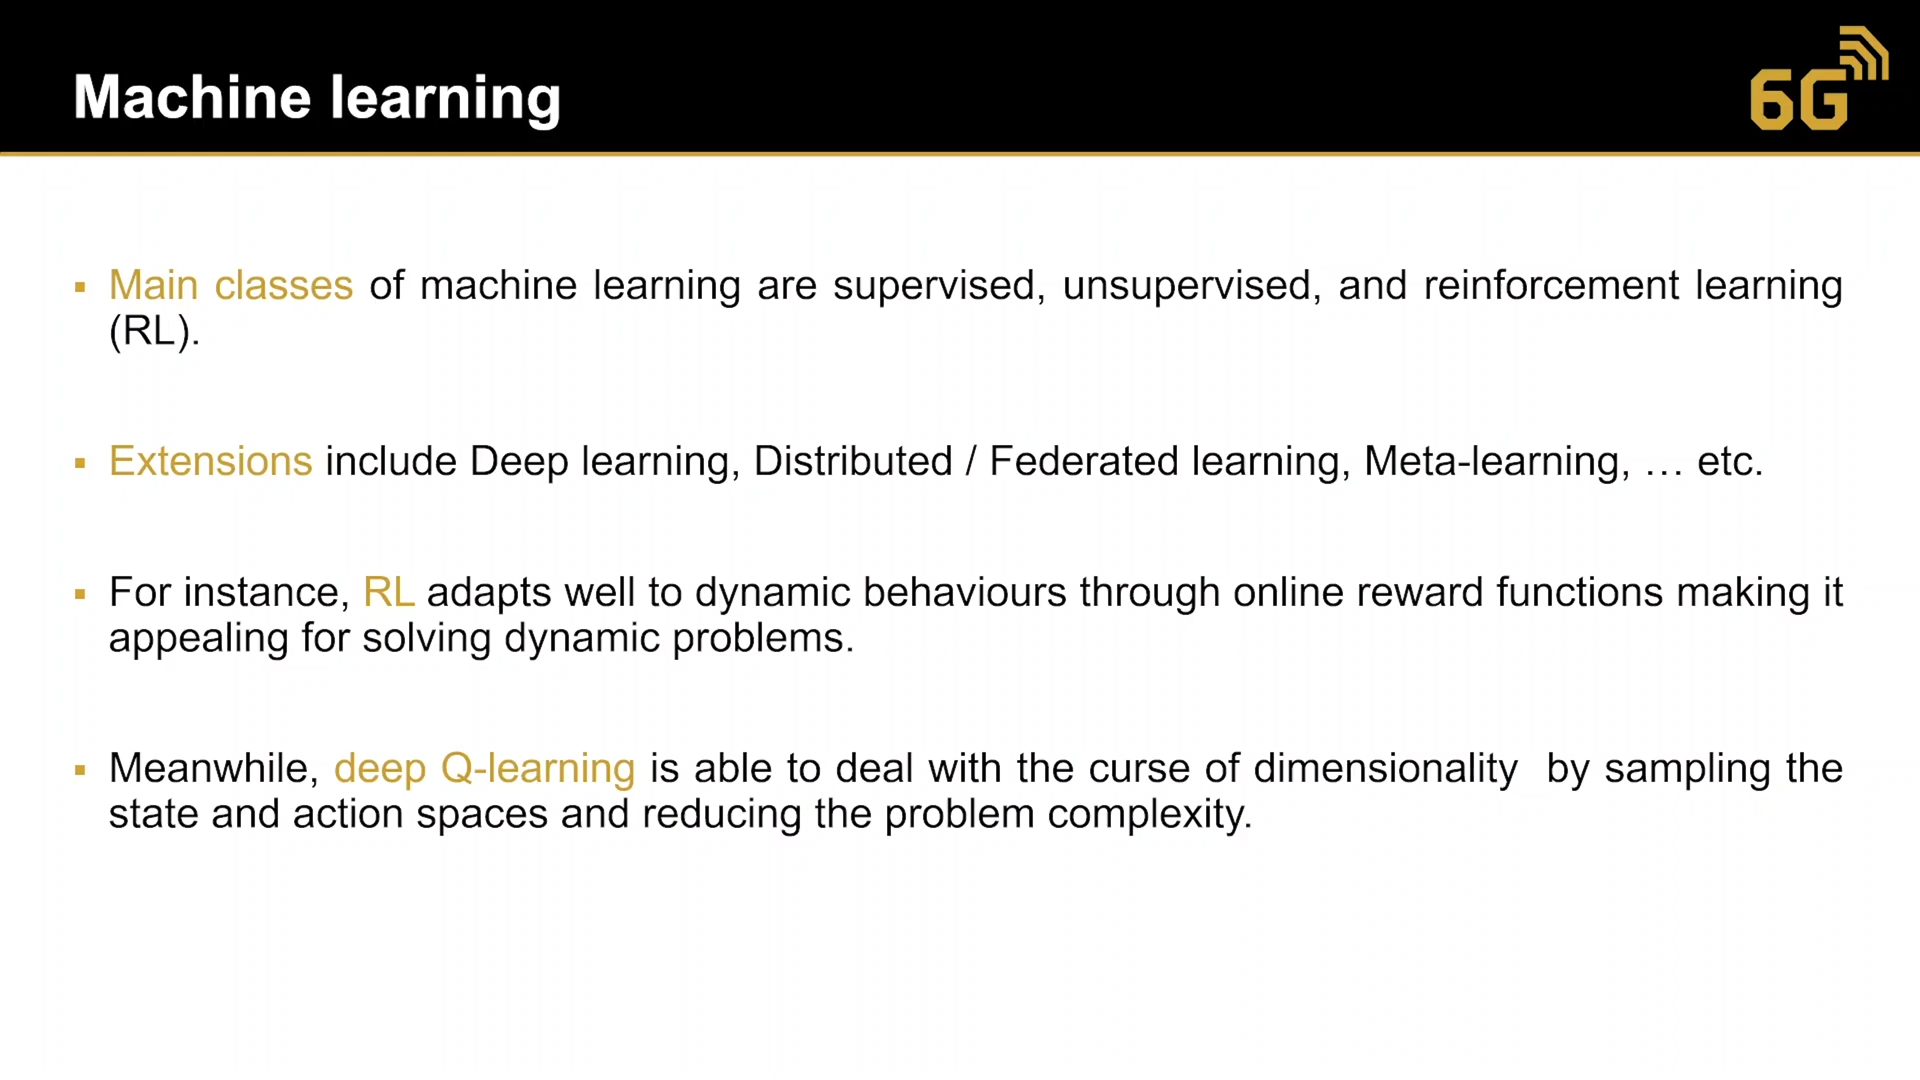 Machine learning
6G
▪ Main classes of machine learning are supervised, unsupervised, and reinforcement learning
(RL).
▪ Extensions include Deep learning, Distributed / Federated learning, Meta-learning, … etc.
▪ For instance, RL adapts well to dynamic behaviours through online reward functions making it
appealing for solving dynamic problems.
▪ Meanwhile, deep Q-learning is able to deal with the curse of dimensionality  by sampling the
state and action spaces and reducing the problem complexity.